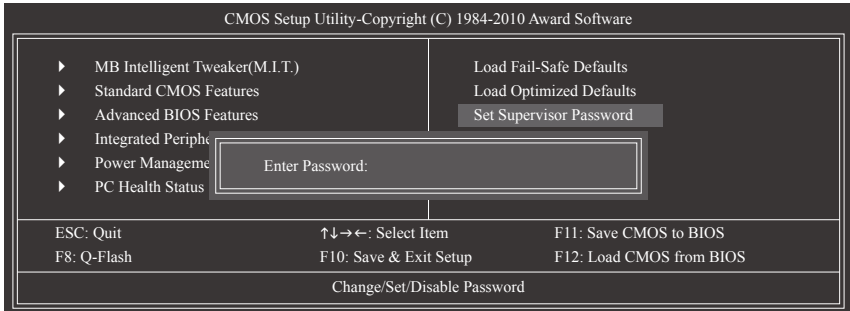 CMOS Setup Utility-Copyright (C) 1984-2010 Award Software
MB Intelligent Tweaker(M.I.T.)
Standard CMOS Features
Advanced BIOS Features
Integrated Periphe
Power Manageme
PC Health Status
Load Fail-Safe Defaults
Load Optimized Defaults
Set Supervisor Password
Enter Password:
ESC: Quit
↑↓→←: Select Item
F11: Save CMOS to BIOS
F8: Q-Flash
F10: Save & Exit Setup
F12: Load CMOS from BIOS
Change/Set/Disable Password